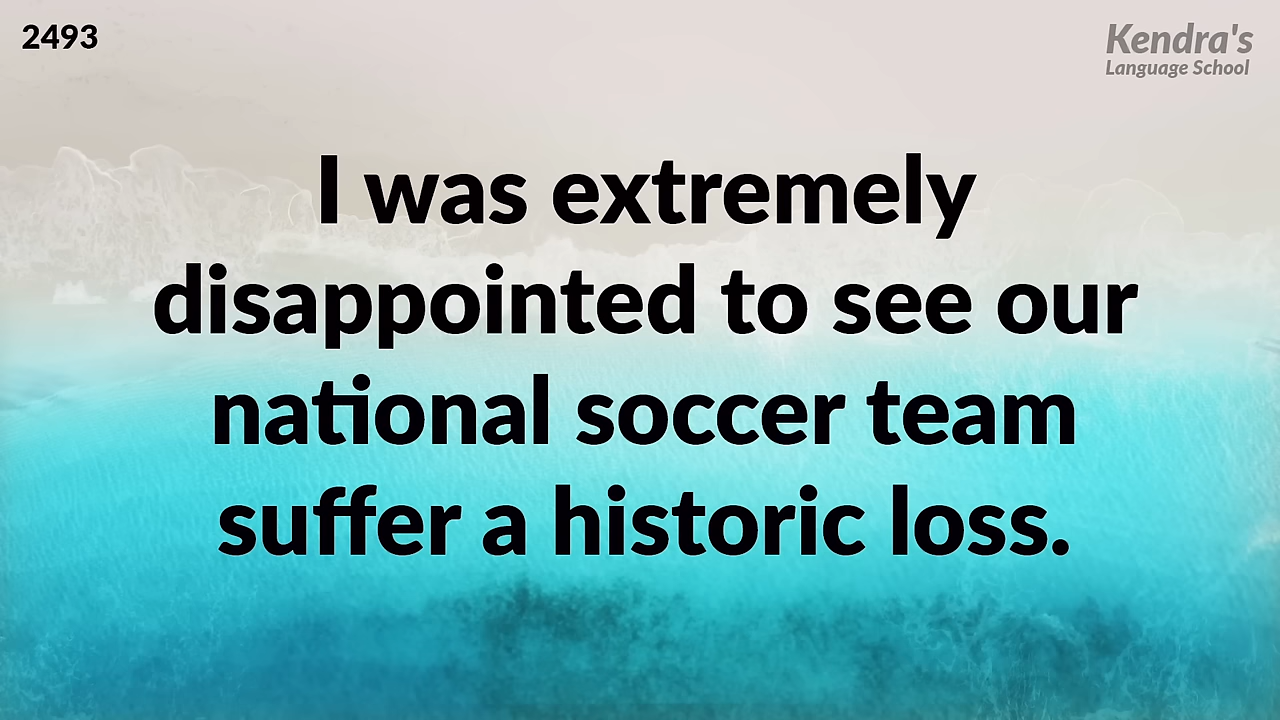 2493
Kendra's
Language School
I was extremely
disappointed to see our
national soccer team
suffer a historic loss.